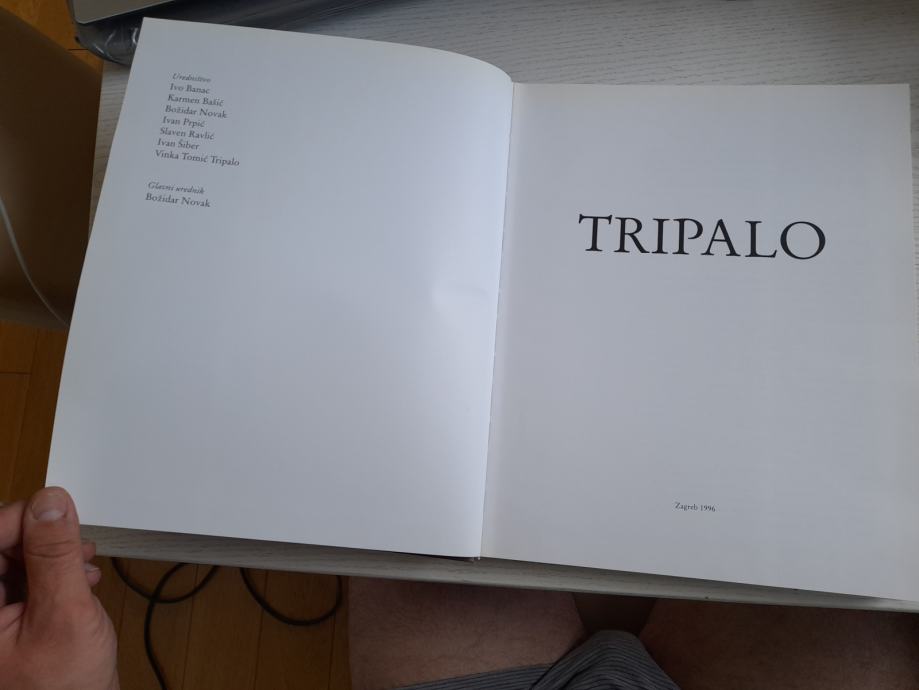 Uredništvo
Ivo Banac
Karmen Bašić
Božidar Novak
Ivan Prpić
Slaven Ravlić
Ivan Šiber
Vinka Tomić Tripalo
Glavni urednik
Božidar Novak
TRIPALO
Zagreb 1996